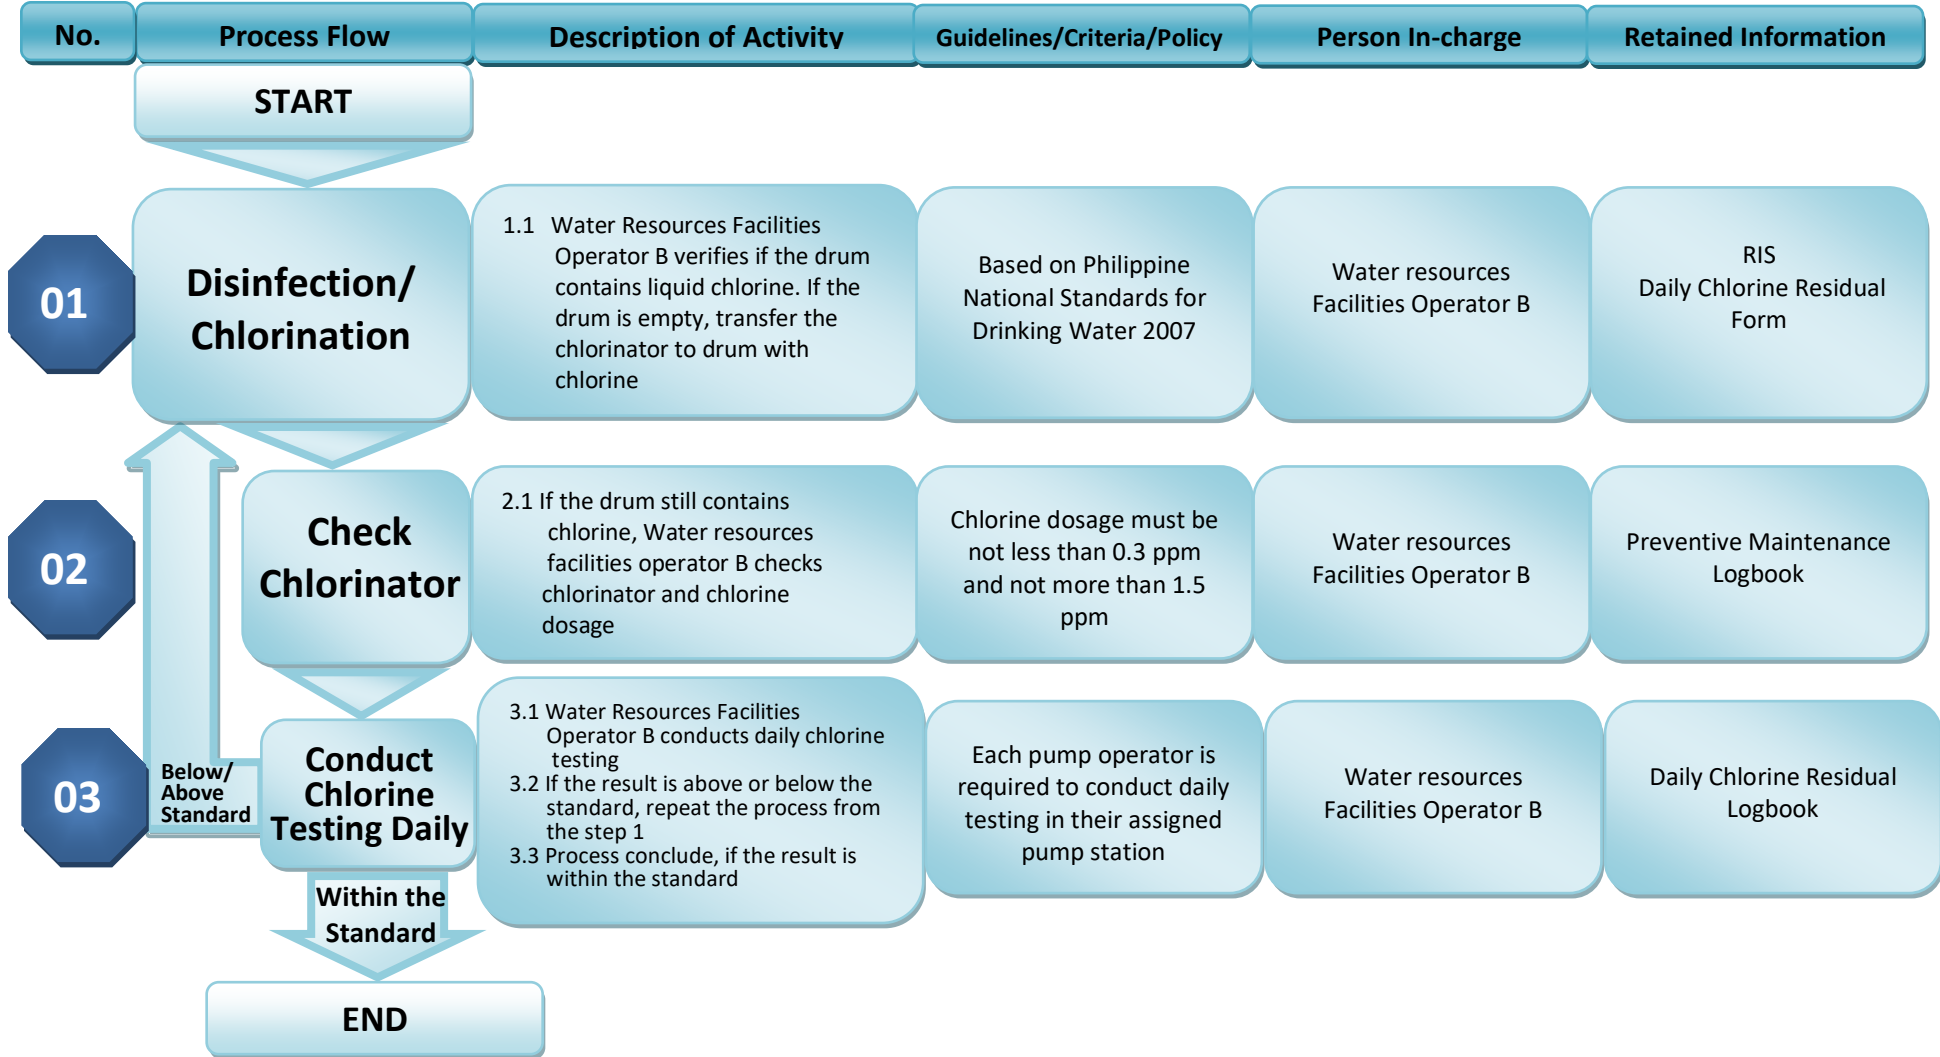 No.
Process Flow
Description of Activity
Guidelines/Criteria/Policy
Person In-charge
Retained Information
START
01
Disinfection/
Chlorination
1.1 Water Resources Facilities
Operator B verifies if the drum
contains liquid chlorine. If the
drum is empty, transfer the
chlorinator to drum with
chlorine
Based on Philippine
National Standards for
Drinking Water 2007
Water resources
Facilities Operator B
RIS
Daily Chlorine Residual
Form
02
Check
Chlorinator
2.1 If the drum still contains
chlorine, Water resources
facilities operator B checks
chlorinator and chlorine
dosage
Chlorine dosage must be
not less than 0.3 ppm
and not more than 1.5
ppm
Water resources
Facilities Operator B
Preventive Maintenance
Logbook
03
Below/
Above
Standard
Conduct
Chlorine
Testing Daily
3.1 Water Resources Facilities
Operator B conducts daily chlorine
testing
3.2 If the result is above or below the
standard, repeat the process from
the step 1
3.3 Process conclude, if the result is
within the standard
Each pump operator is
required to conduct daily
testing in their assigned
pump station
Water resources
Facilities Operator B
Daily Chlorine Residual
Logbook
Within the
Standard
END